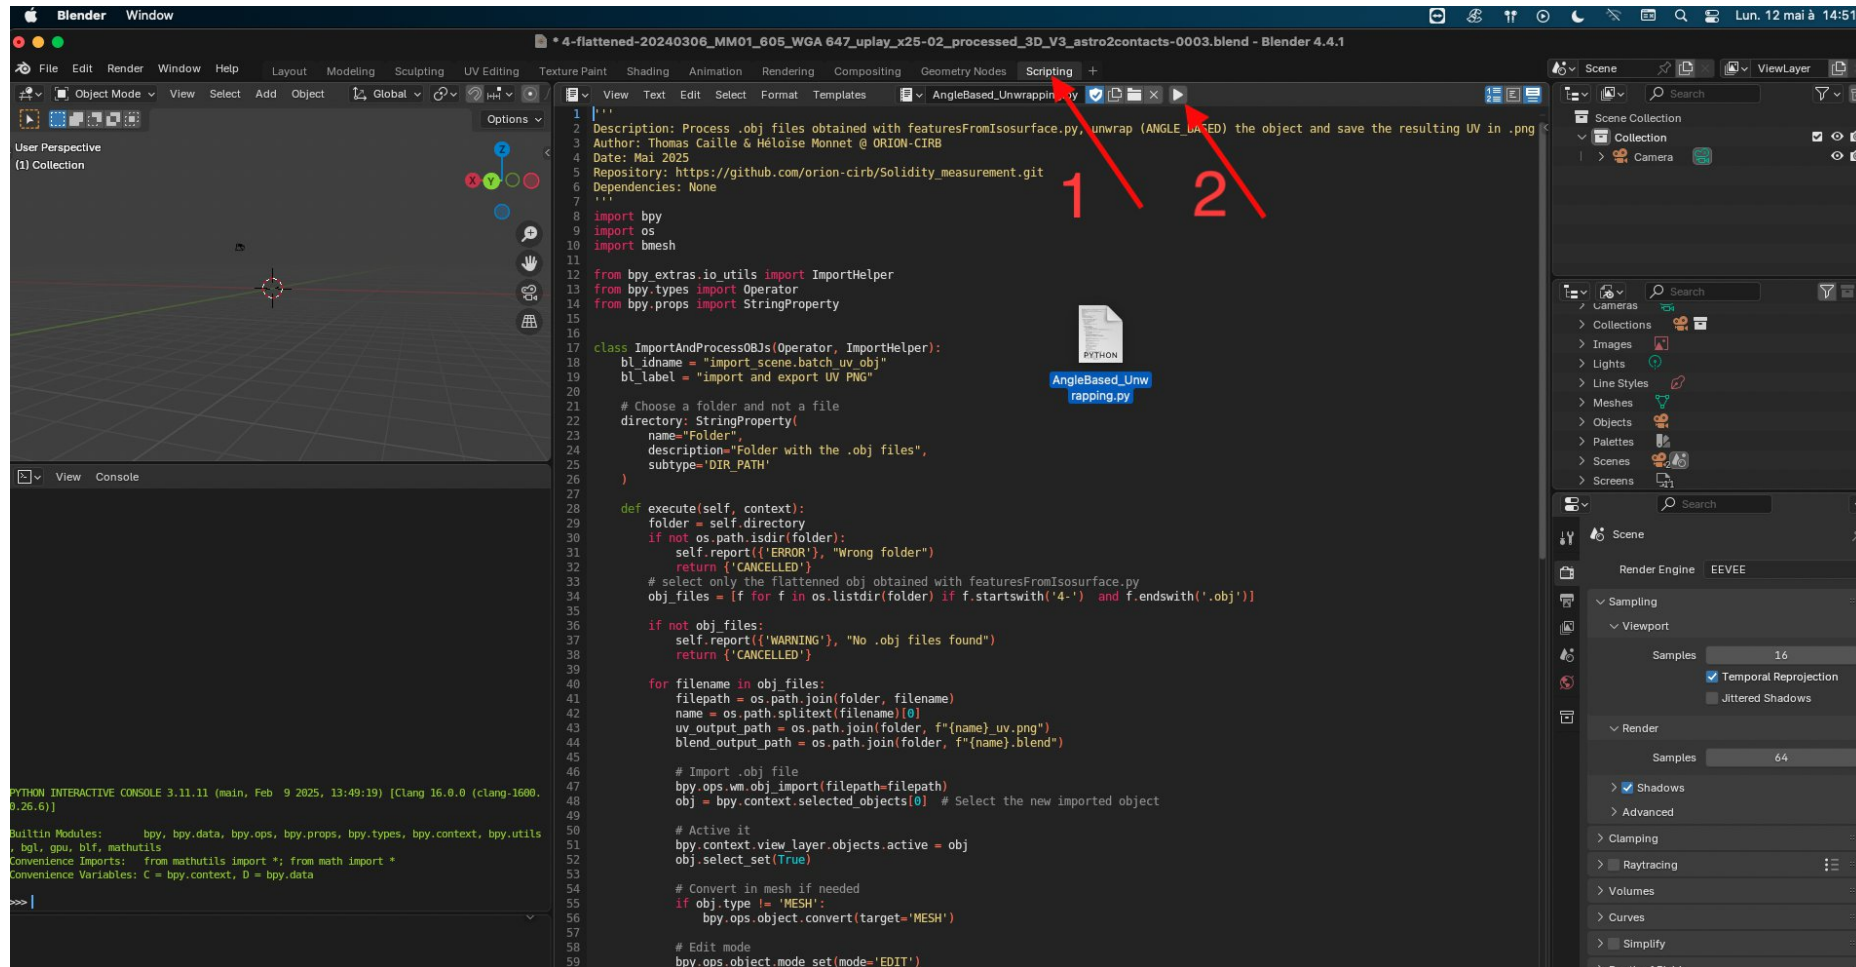 Blender Window
Lun. 12 mai à 14:51
* 4-flattened-20240306_MM01_605_WGA 647_uplay_x25-02_processed_3D_V3_astro2contacts-0003.blend - Blender 4.4.1
File Edit Render Window Help
Layout Modeling Sculpting UV Editing Texture Paint Shading Animation Rendering Compositing Geometry Nodes Scripting +
Scene
ViewLayer
Object Mode View Select Add Object Global
View Text Edit Select Format Templates
AngleBased_Unwrapping.py
Search
Options
User Perspective
(1) Collection
Z
X
Y
1 '''
2 Description: Process .obj files obtained with featuresFromIsosurface.py, unwrap (ANGLE_BASED) the object and save the resulting UV in .png
3 Author: Thomas Caille & Héloïse Monnet @ ORION-CIRB
4 Date: Mai 2025
5 Repository: https://github.com/orion-cirb/Solidity_measurement.git
6 Dependencies: None
7 '''
8 import bpy
9 import os
10 import bmesh
11
12 from bpy_extras.io_utils import ImportHelper
13 from bpy.types import Operator
14 from bpy.props import StringProperty
15
16
17 class ImportAndProcessOBJs(Operator, ImportHelper):
18 bl_idname = "import_scene.batch_uv_obj"
19 bl_label = "import and export UV PNG"
20
21 # Choose a folder and not a file
22 directory: StringProperty(
23 name="Folder",
24 description="Folder with the .obj files",
25 subtype='DIR_PATH'
26 )
27
28 def execute(self, context):
29 folder = self.directory
30 if not os.path.isdir(folder):
31 self.report({'ERROR'}, "Wrong folder")
32 return {'CANCELLED'}
33 # select only the flattenned obj obtained with featuresFromIsosurface.py
34 obj_files = [f for f in os.listdir(folder) if f.startswith('4-') and f.endswith('.obj')]
35
36 if not obj_files:
37 self.report({'WARNING'}, "No .obj files found")
38 return {'CANCELLED'}
39
40 for filename in obj_files:
41 filepath = os.path.join(folder, filename)
42 name = os.path.splitext(filename)[0]
43 uv_output_path = os.path.join(folder, f"{name}_uv.png")
44 blend_output_path = os.path.join(folder, f"{name}.blend")
45
46 # Import .obj file
47 bpy.ops.wm.obj_import(filepath=filepath)
48 obj = bpy.context.selected_objects[0] # Select the new imported object
49
50 # Active it
51 bpy.context.view_layer.objects.active = obj
52 obj.select_set(True)
53
54 # Convert in mesh if needed
55 if obj.type != 'MESH':
56 bpy.ops.object.convert(target='MESH')
57
58 # Edit mode
59 bpy.ops.object.mode_set(mode='EDIT')
1
2
PYTHON
AngleBased_Unw
rapping.py
View Console
PYTHON INTERACTIVE CONSOLE 3.11.11 (main, Feb 9 2025, 13:49:19) [Clang 16.0.0 (clang-1600.
0.26.6)]
Builtin Modules: bpy, bpy.data, bpy.ops, bpy.props, bpy.types, bpy.context, bpy.utils
, bgl, gpu, blf, mathutils
Convenience Imports: from mathutils import *; from math import *
Convenience Variables: C = bpy.context, D = bpy.data
>>>
Scene Collection
Collection
Camera
Search
Cameras
Collections
Images
Lights
Line Styles
Meshes
Objects
Palettes
Scenes 2
Screens 11
Search
Scene
Render Engine EEVEE
Sampling
Viewport
Samples 16
Temporal Reprojection
Jittered Shadows
Render
Samples 64
Shadows
Advanced
Clamping
Raytracing
Volumes
Curves
Simplify